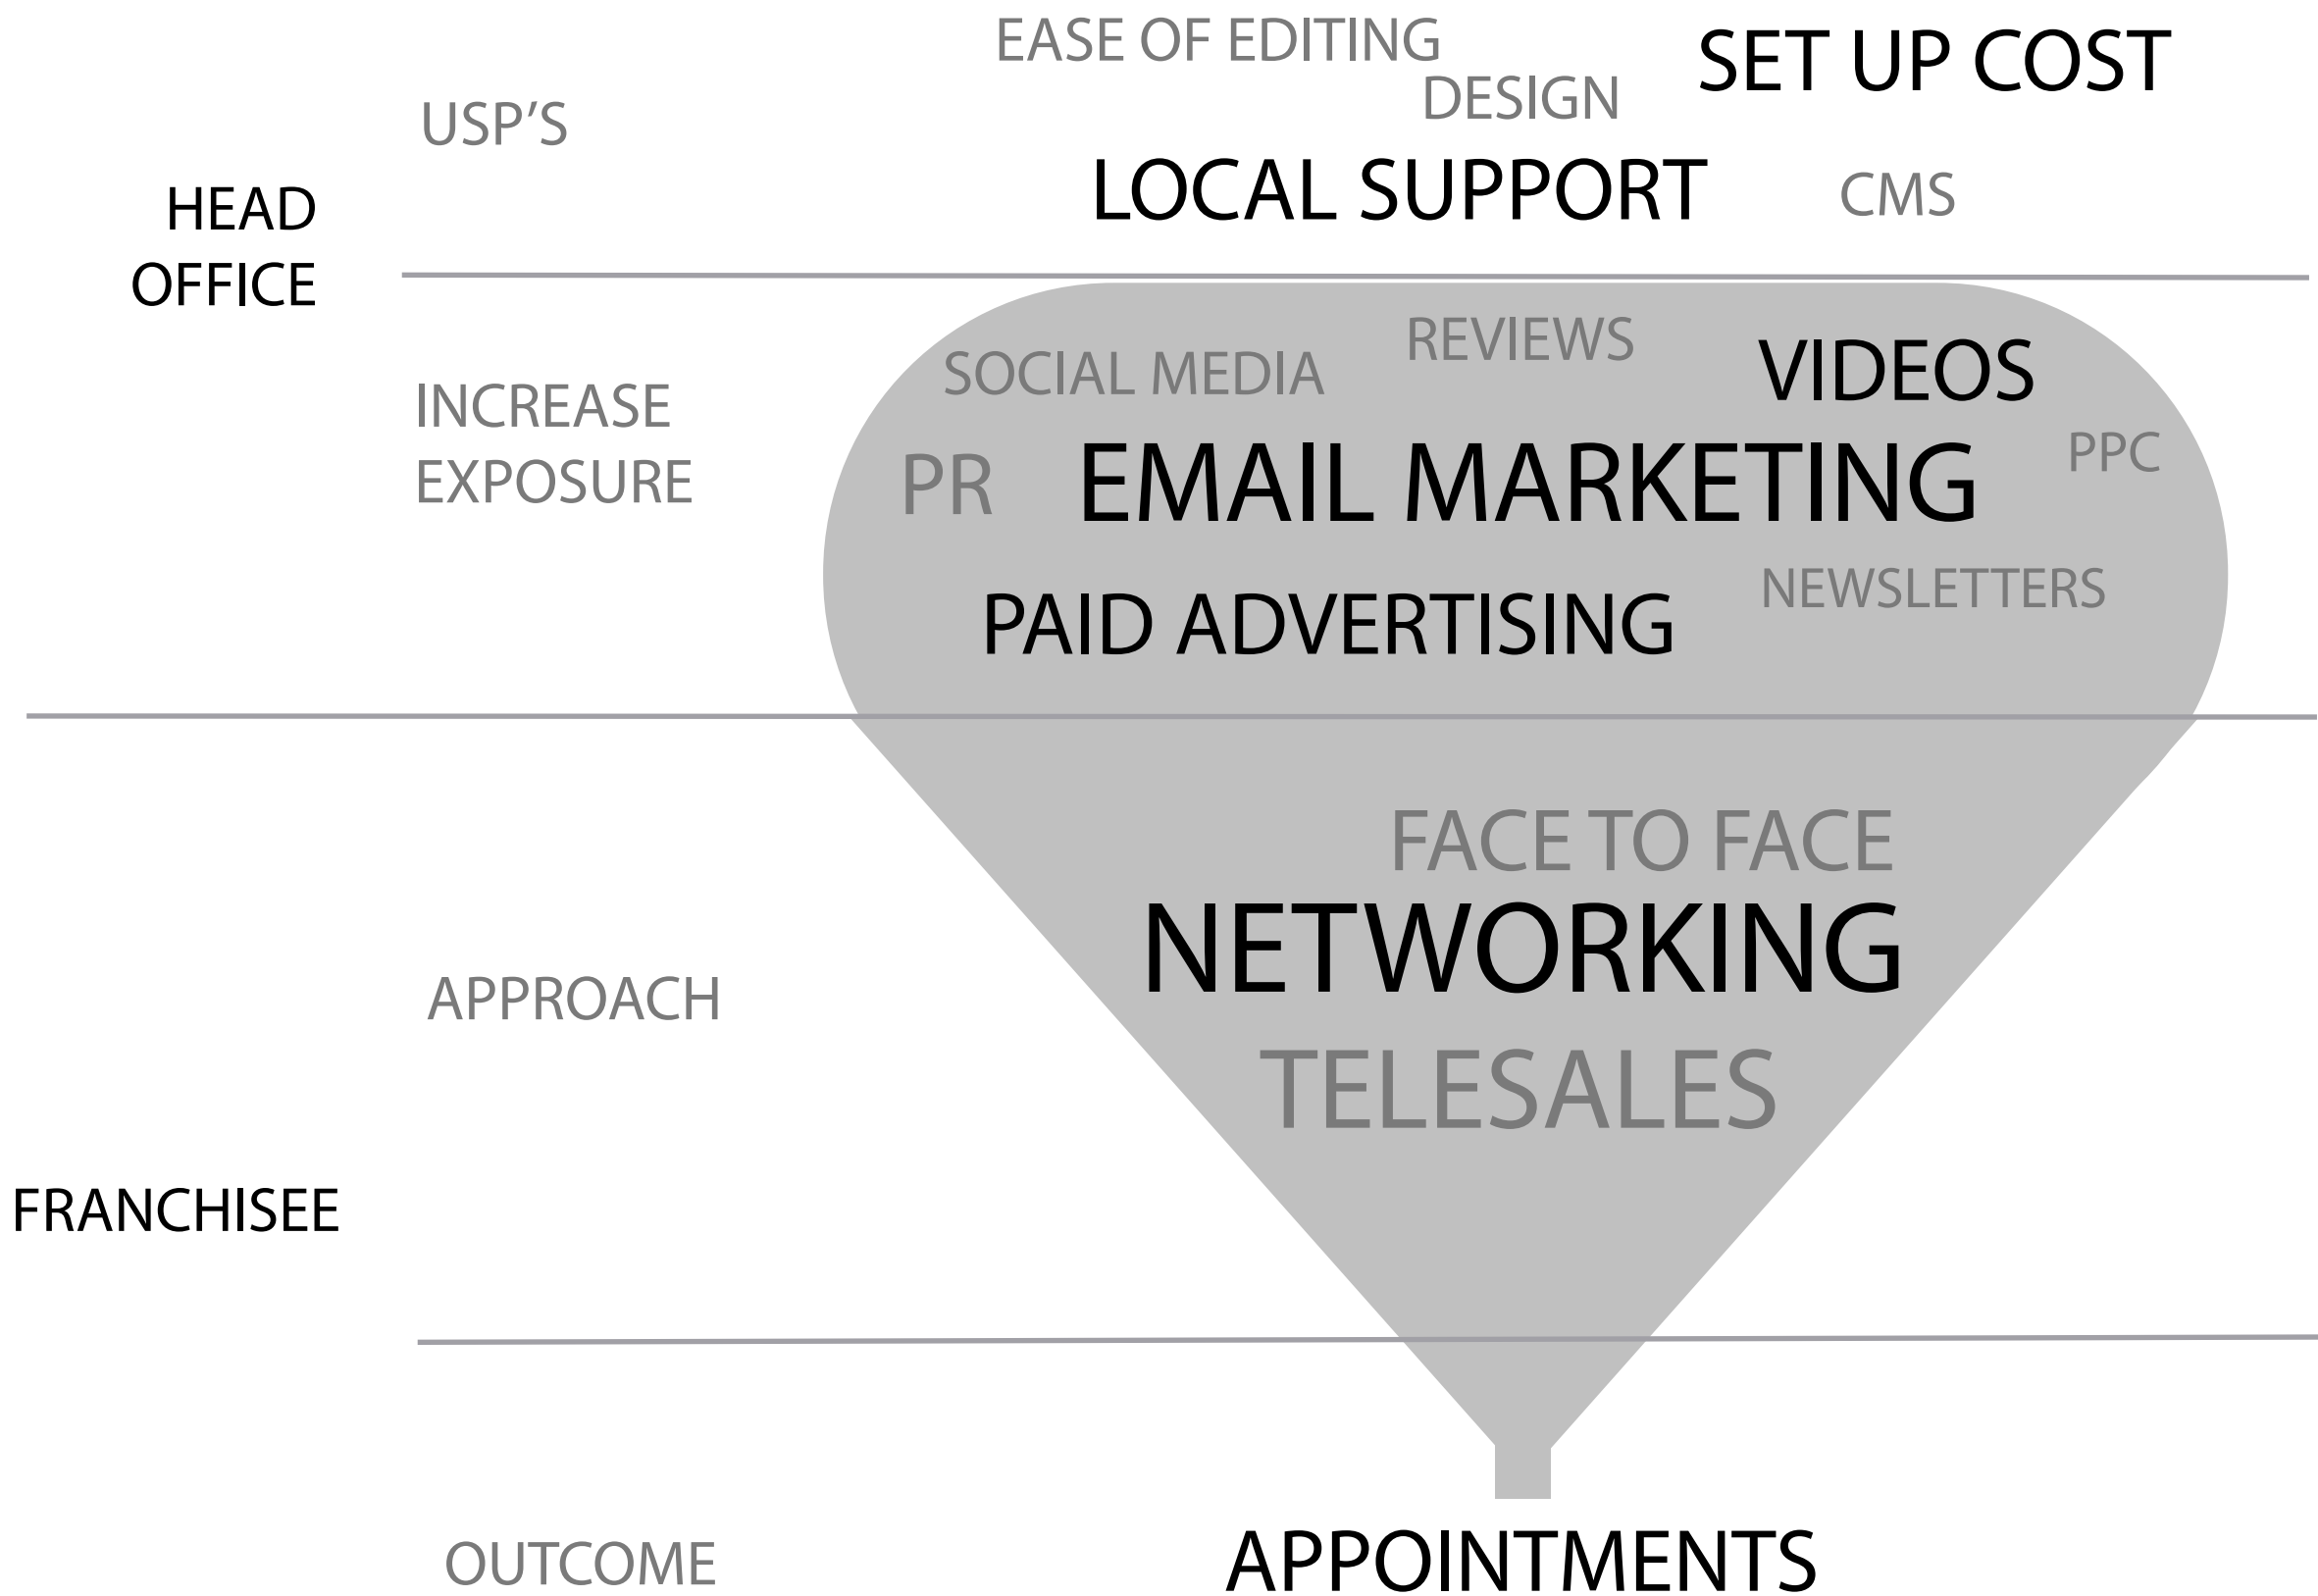 EASE OF EDITING
SET UP COST
DESIGN
USP'S
LOCAL SUPPORT
CMS
HEAD
OFFICE
REVIEWS
VIDEOS
SOCIAL MEDIA
INCREASE
EXPOSURE
PR
EMAIL MARKETING
PPC
NEWSLETTERS
PAID ADVERTISING
FACE TO FACE
NETWORKING
APPROACH
TELESALES
FRANCHISEE
OUTCOME
APPOINTMENTS